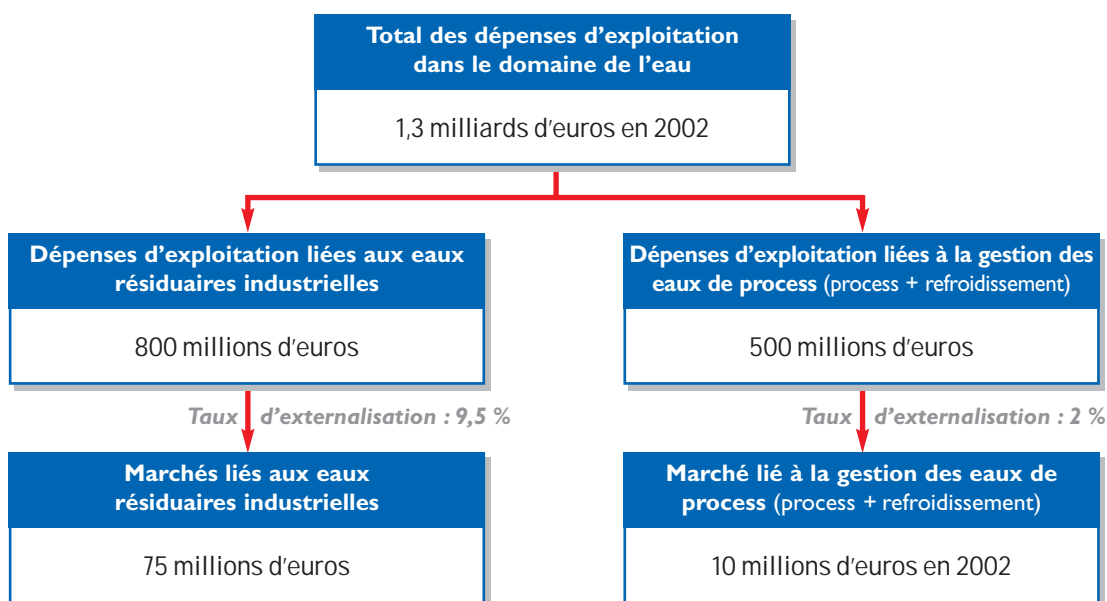 Total des dépenses d'exploitation
dans le domaine de l'eau
1,3 milliards d'euros en 2002
Dépenses d'exploitation liées aux eaux
résiduaires industrielles
800 millions d'euros
Dépenses d'exploitation liées à la gestion des
eaux de process (process + refroidissement)
500 millions d'euros
Taux d'externalisation : 9,5 %
Taux d'externalisation : 2 %
Marchés liés aux eaux
résiduaires industrielles
75 millions d'euros
Marché lié à la gestion des eaux de
process (process + refroidissement)
10 millions d'euros en 2002